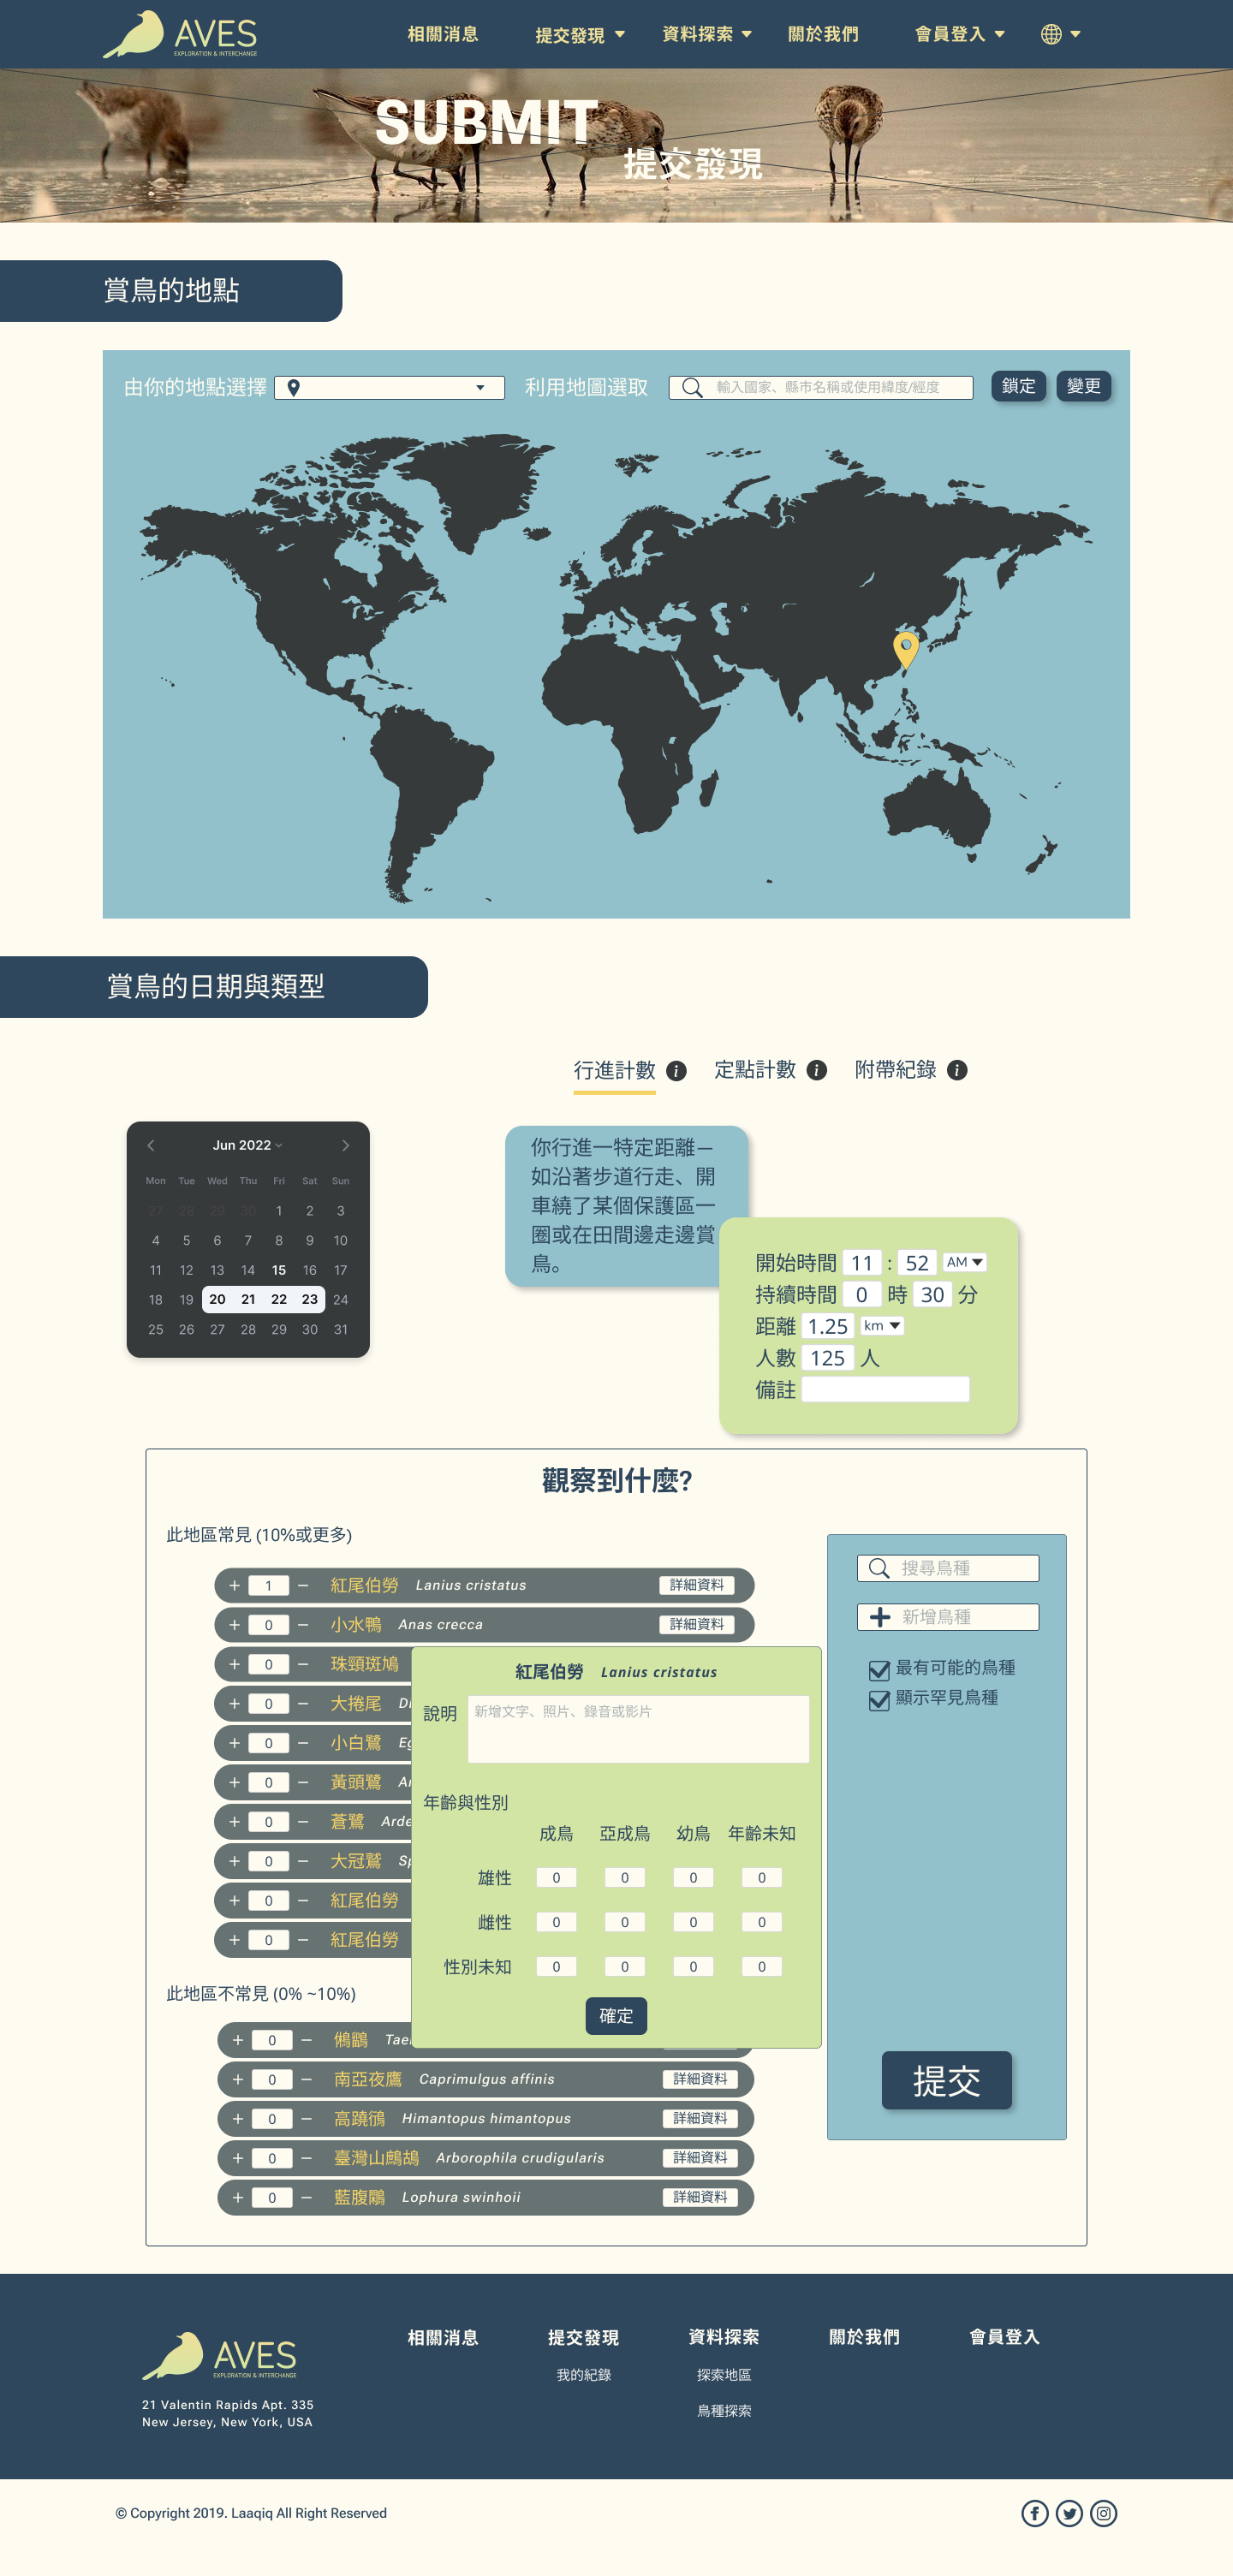 AVES
EXPLORATION & INTERCHANGE
相關消息 提交發現 資料探索 關於我們 會員登入
SUBMIT
提交發現
賞鳥的地點
由你的地點選擇 利用地圖選取 輸入國家、縣市名稱或使用緯度/經度 鎖定 變更
賞鳥的日期與類型
行進計數 i 定點計數 i 附帶紀錄 i
Jun 2022
Mon Tue Wed Thu Fri Sat Sun
27 28 29 30 1 2 3
4 5 6 7 8 9 10
11 12 13 14 15 16 17
18 19 20 21 22 23 24
25 26 27 28 29 30 31
你行進一特定距離—
如沿著步道行走、開
車繞了某個保護區一
圈或在田間邊走邊賞
鳥。
開始時間 11 : 52 AM
持續時間 0 時 30 分
距離 1.25 km
人數 125 人
備註
觀察到什麼?
此地區常見 (10%或更多)
+ 1 − 紅尾伯勞 Lanius cristatus 詳細資料
+ 0 − 小水鴨 Anas crecca 詳細資料
+ 0 − 珠頸斑鳩
+ 0 − 大捲尾
+ 0 − 小白鷺
+ 0 − 黃頭鷺
+ 0 − 蒼鷺 Arde
+ 0 − 大冠鷲
+ 0 − 紅尾伯勞
+ 0 − 紅尾伯勞
紅尾伯勞 Lanius cristatus
說明 新增文字、照片、錄音或影片
年齡與性別
成鳥 亞成鳥 幼鳥 年齡未知
雄性 0 0 0 0
雌性 0 0 0 0
性別未知 0 0 0 0
確定
搜尋鳥種
新增鳥種
最有可能的鳥種
顯示罕見鳥種
提交
此地區不常見 (0% ~10%)
+ 0 − 鵂鶹 Tae
+ 0 − 南亞夜鷹 Caprimulgus affinis 詳細資料
+ 0 − 高蹺鴴 Himantopus himantopus 詳細資料
+ 0 − 臺灣山鷓鴣 Arborophila crudigularis 詳細資料
+ 0 − 藍腹鷴 Lophura swinhoii 詳細資料
AVES
EXPLORATION & INTERCHANGE
21 Valentin Rapids Apt. 335
New Jersey, New York, USA
相關消息 提交發現 資料探索 關於我們 會員登入
我的紀錄 探索地區
鳥種探索
© Copyright 2019. Laaqiq All Right Reserved